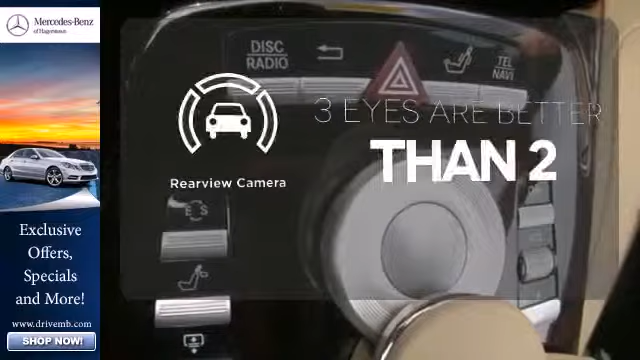 Mercedes-Benz
of Hagerstown
Exclusive
Offers,
Specials
and More!
www.drivemb.com
SHOP NOW!
DISC
RADIO
TEL
NAVI
3 EYES ARE BETTER
THAN 2
Rearview Camera